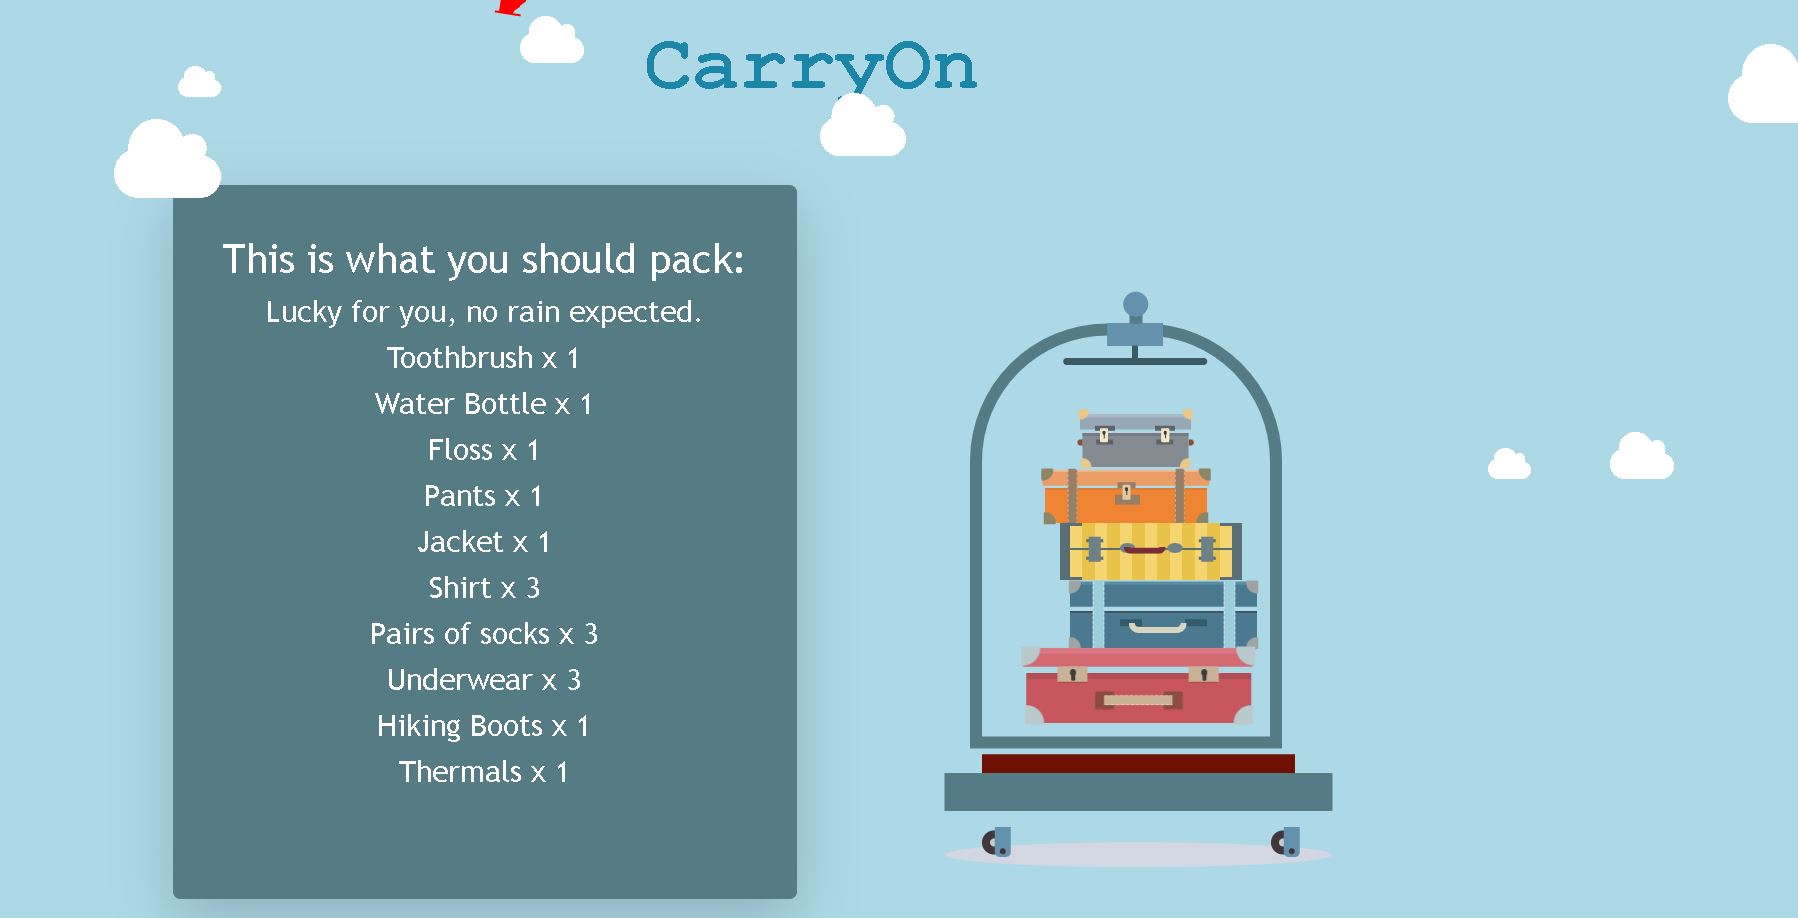 CarryOn
This is what you should pack:
Lucky for you, no rain expected.
Toothbrush x 1
Water Bottle x 1
Floss x 1
Pants x 1
Jacket x 1
Shirt x 3
Pairs of socks x 3
Underwear x 3
Hiking Boots x 1
Thermals x 1